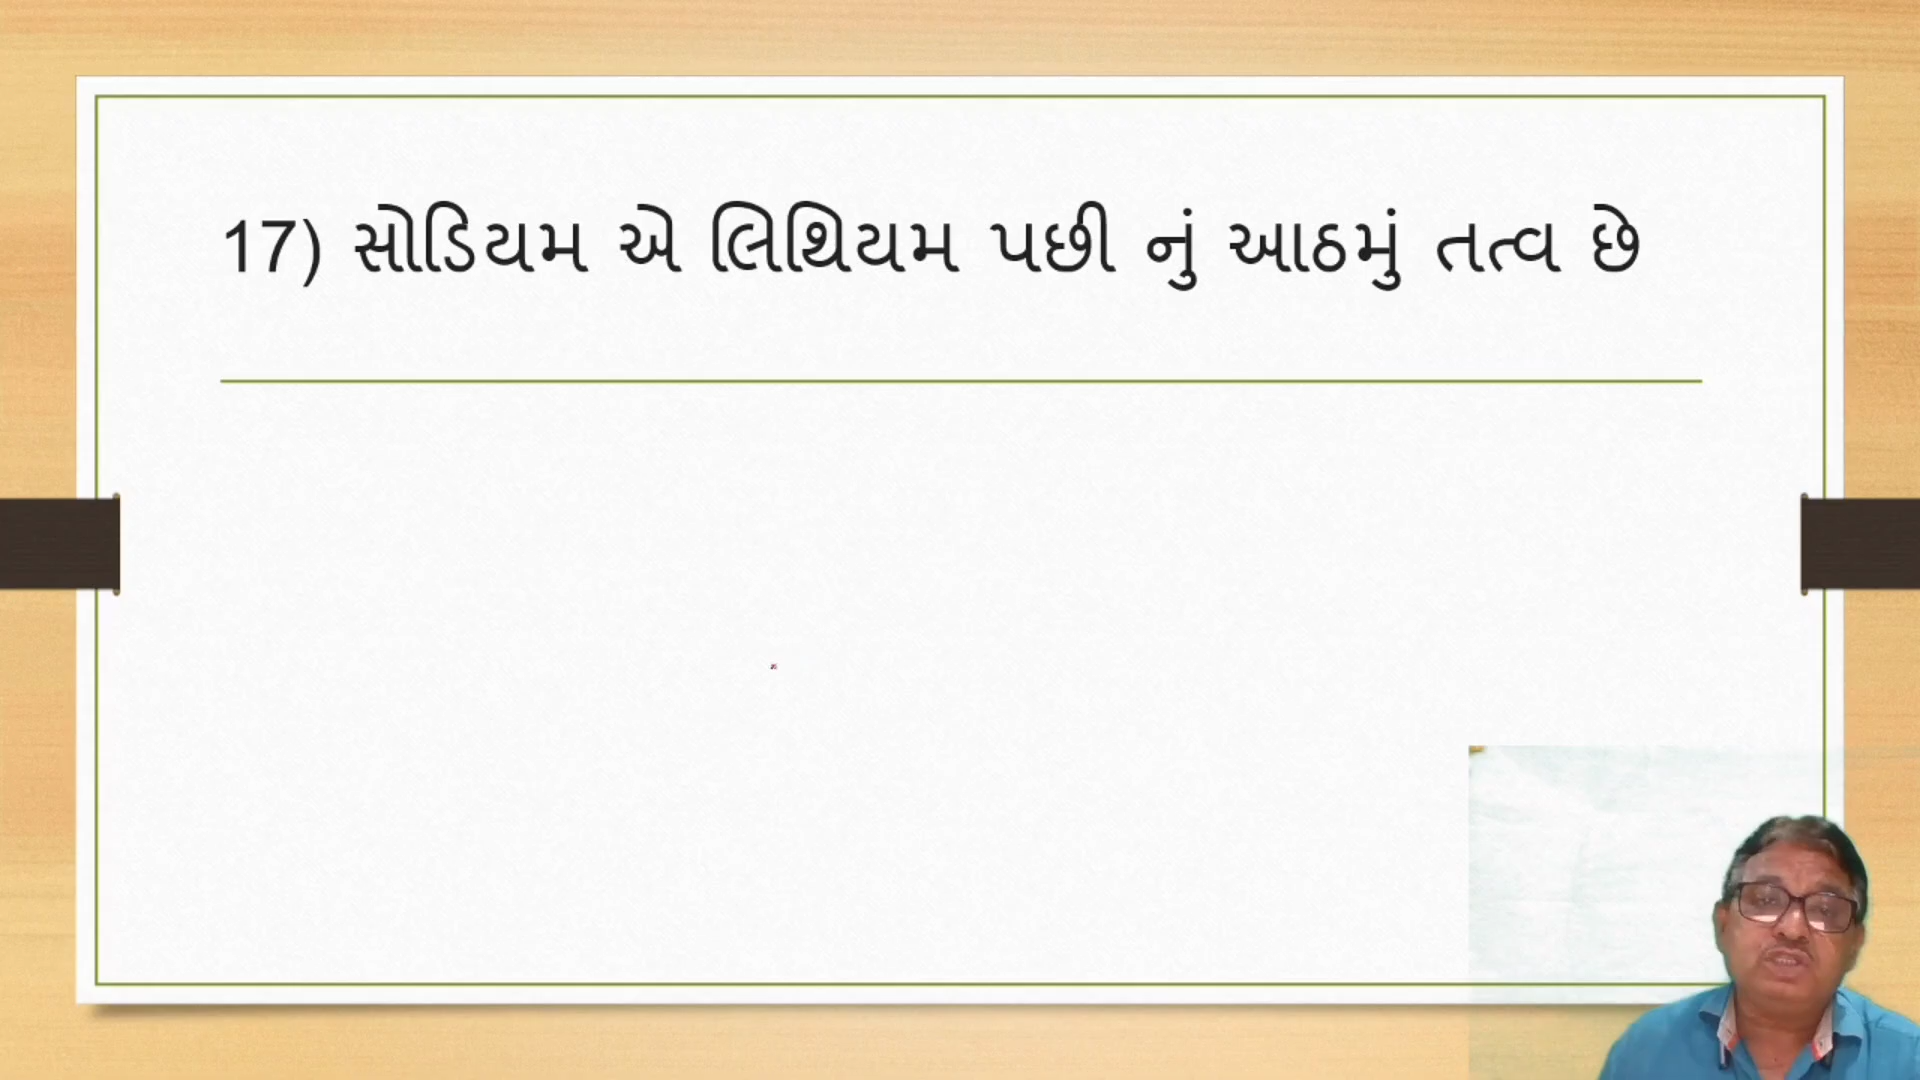 17) સોડિયમ એ લિથિયમ પછી નું આઠમું તત્વ છે